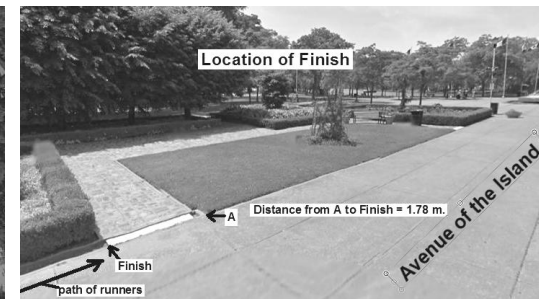 Location of Finish
A
Distance from A to Finish = 1.78 m.
Avenue of the Island
Finish
path of runners